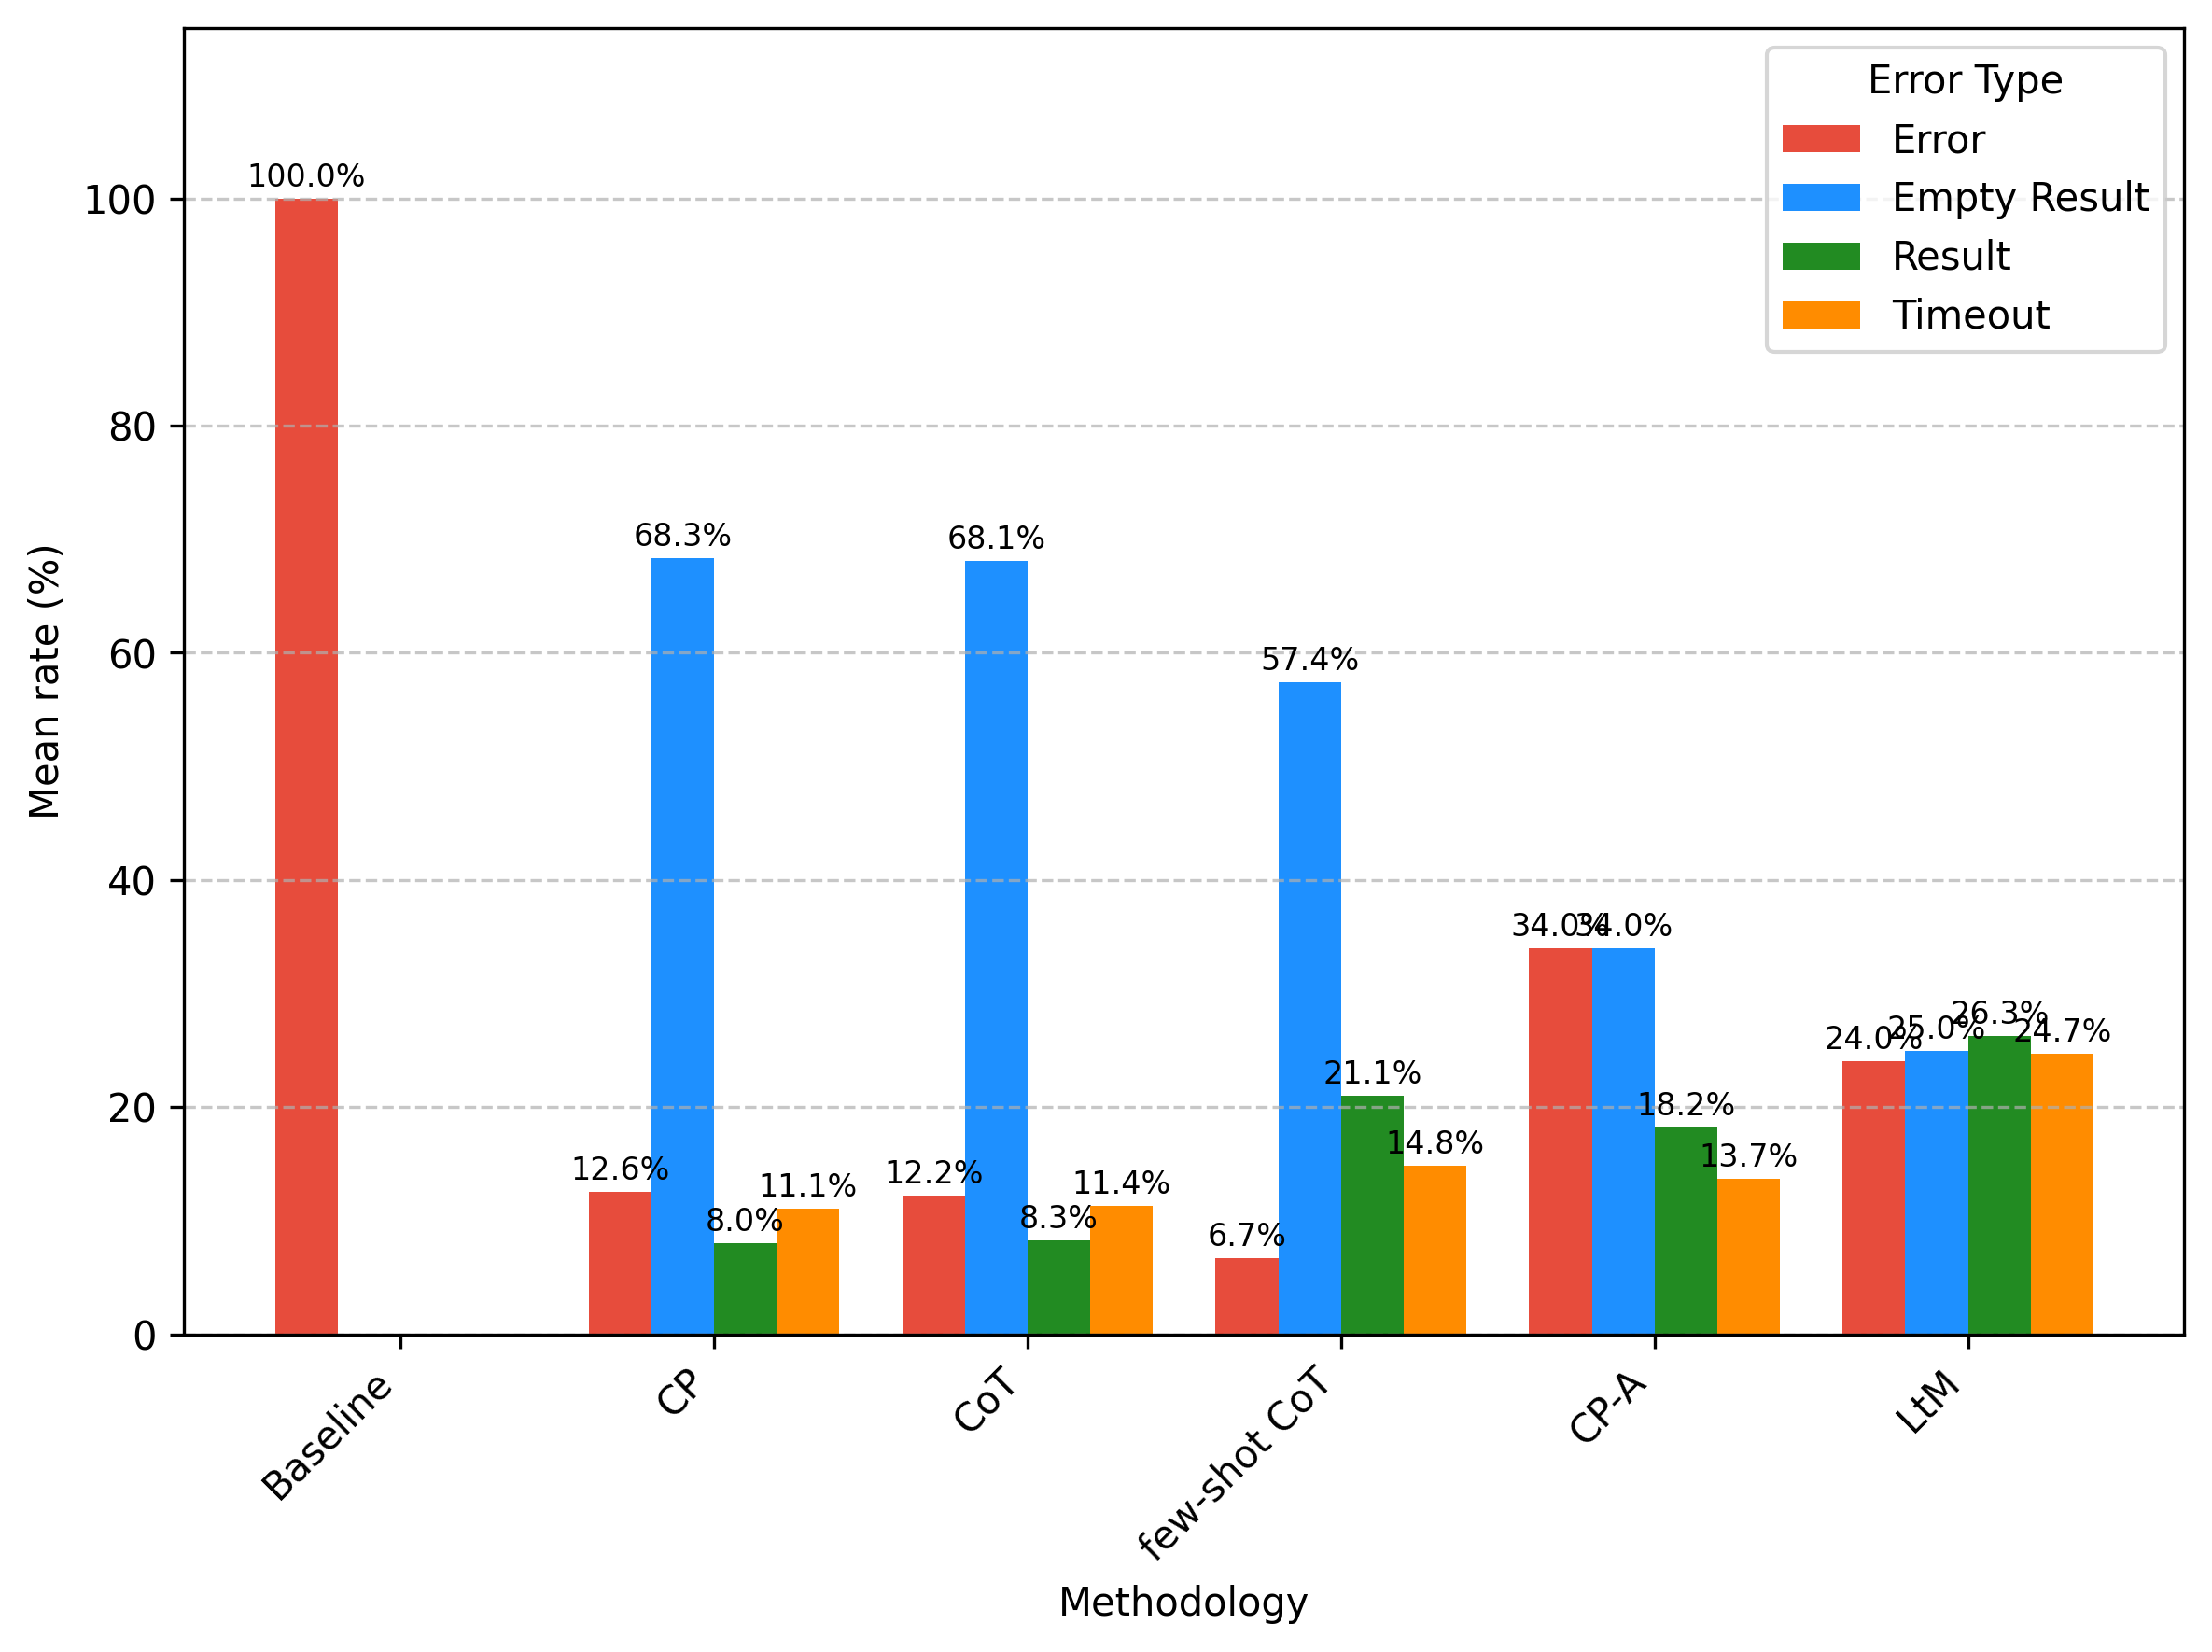 Error Type
Error
Empty Result
Result
Timeout
Mean rate (%)
100
80
60
40
20
0
100.0%
12.6%
68.3%
8.0%
11.1%
12.2%
68.1%
8.3%
11.4%
6.7%
57.4%
21.1%
14.8%
34.0%
34.0%
18.2%
13.7%
24.0%
25.0%
26.3%
24.7%
Baseline
CP
CoT
few-shot CoT
CP-A
LtM
Methodology